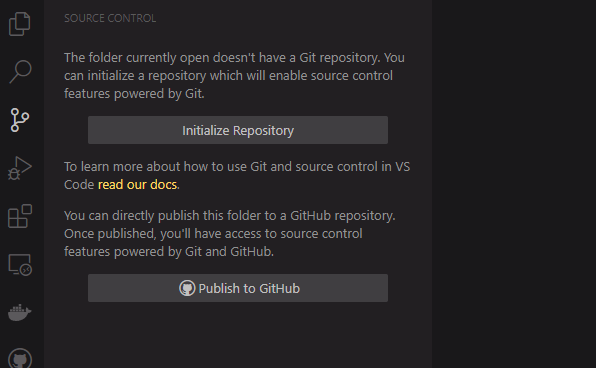 SOURCE CONTROL
The folder currently open doesn't have a Git repository. You
can initialize a repository which will enable source control
features powered by Git.
Initialize Repository
To learn more about how to use Git and source control in VS
Code read our docs.
You can directly publish this folder to a GitHub repository.
Once published, you'll have access to source control
features powered by Git and GitHub.
Publish to GitHub